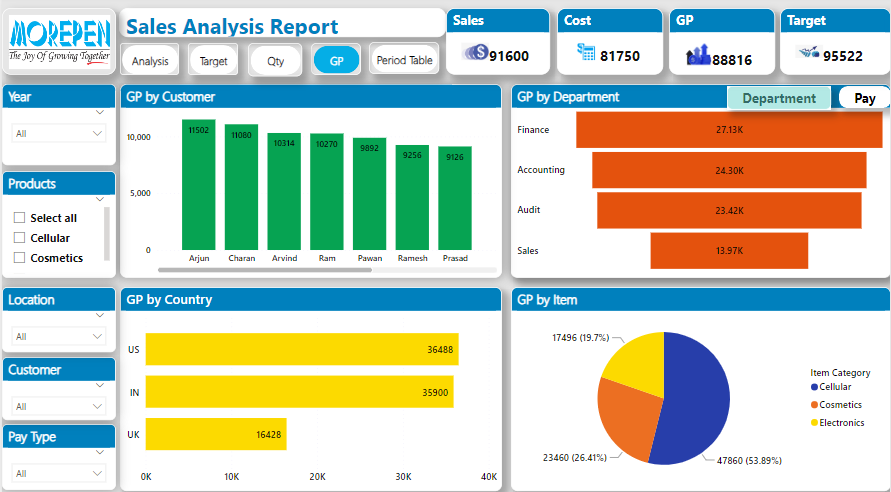 MOREPEN
The Joy Of Growing Together
Sales Analysis Report
Analysis
Target
Qty
GP
Period Table
Sales
91600
Cost
81750
GP
88816
Target
95522
Year
All
Products
Select all
Cellular
Cosmetics
Location
All
Customer
All
Pay Type
All
GP by Customer
10,000
5,000
0
11502
11080
10314
10270
9892
9256
9126
Arjun
Charan
Arvind
Ram
Pawan
Ramesh
Prasad
GP by Department
Department
Pay
Finance
27.13K
Accounting
24.30K
Audit
23.42K
Sales
13.97K
GP by Country
US
36488
IN
35900
UK
16428
0K
10K
20K
30K
40K
GP by Item
17496 (19.7%)
23460 (26.41%)
47860 (53.89%)
Item Category
Cellular
Cosmetics
Electronics